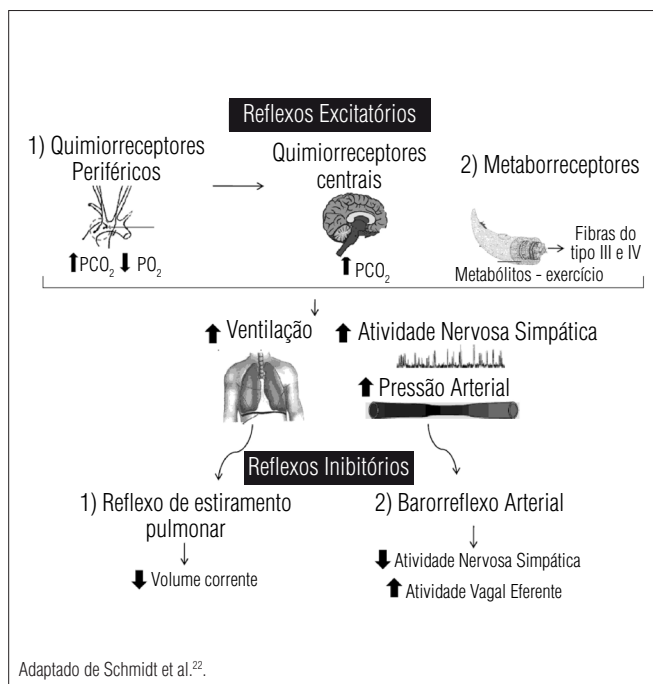 Reflexos Excitatórios
1) Quimiorreceptores
Periféricos
Quimiorreceptores
centrais
2) Metaborreceptores
Fibras do
tipo III e IV
Metábólitos - exercício
PCO₂ PO₂
PCO₂
Ventilação
Atividade Nervosa Simpática
Pressão Arterial
Reflexos Inibitórios
1) Reflexo de estiramento
pulmonar
Volume corrente
2) Barorreflexo Arterial
Atividade Nervosa Simpática
Atividade Vagal Eferente
Adaptado de Schmidt et al.²².